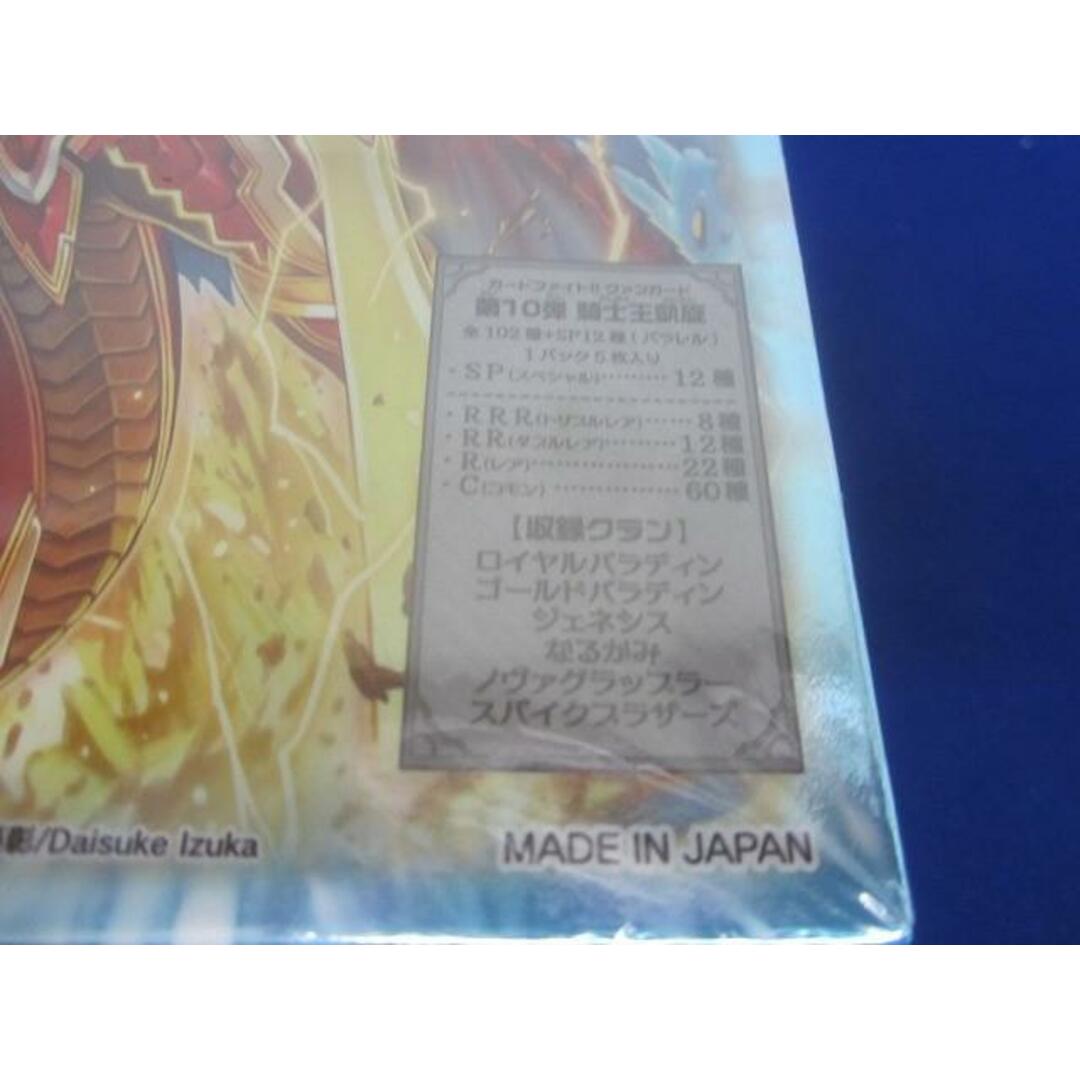 カードファイト!! ヴァンガード
第10弾 騎士王凱旋
全102種+SP12種(パラレル)
1パック5枚入り
・SP(スペシャル)………12種
・RRR(トリプルレア)……8種
・RR(ダブルレア)………12種
・R(レア)………………22種
・C(コモン)……………60種
【収録クラン】
ロイヤルパラディン
ゴールドパラディン
ジェネシス
なるかみ
ノヴァグラップラー
スパイクブラザーズ
彰/Daisuke Izuka
MADE IN JAPAN